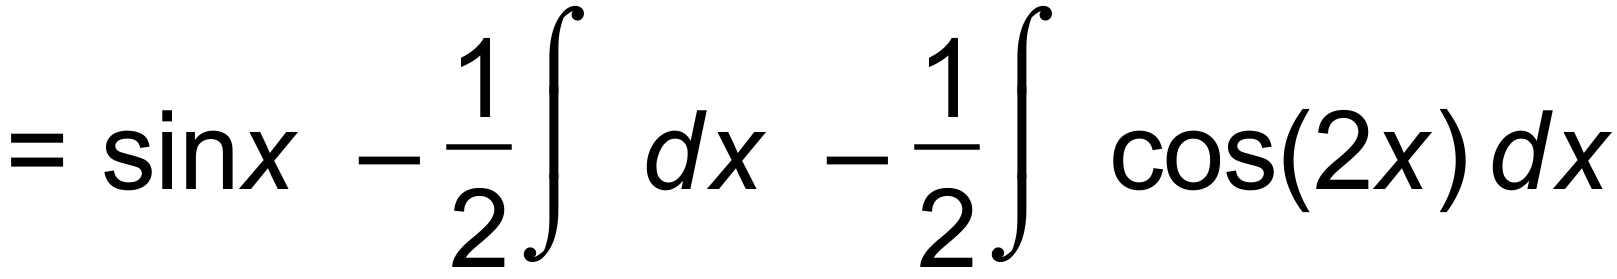 = sinx − 1/2 ∫ dx − 1/2 ∫ cos(2x) dx